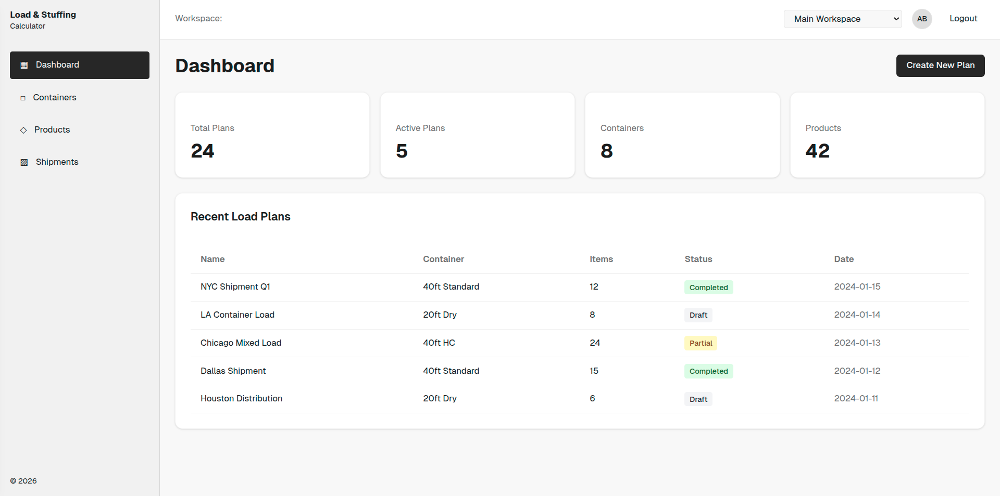 Load & Stuffing
Calculator
Dashboard
Containers
Products
Shipments
© 2026
Workspace:
Main Workspace
AB
Logout
Dashboard
Create New Plan
Total Plans
24
Active Plans
5
Containers
8
Products
42
Recent Load Plans
Name Container Items Status Date
NYC Shipment Q1 40ft Standard 12 Completed 2024-01-15
LA Container Load 20ft Dry 8 Draft 2024-01-14
Chicago Mixed Load 40ft HC 24 Partial 2024-01-13
Dallas Shipment 40ft Standard 15 Completed 2024-01-12
Houston Distribution 20ft Dry 6 Draft 2024-01-11